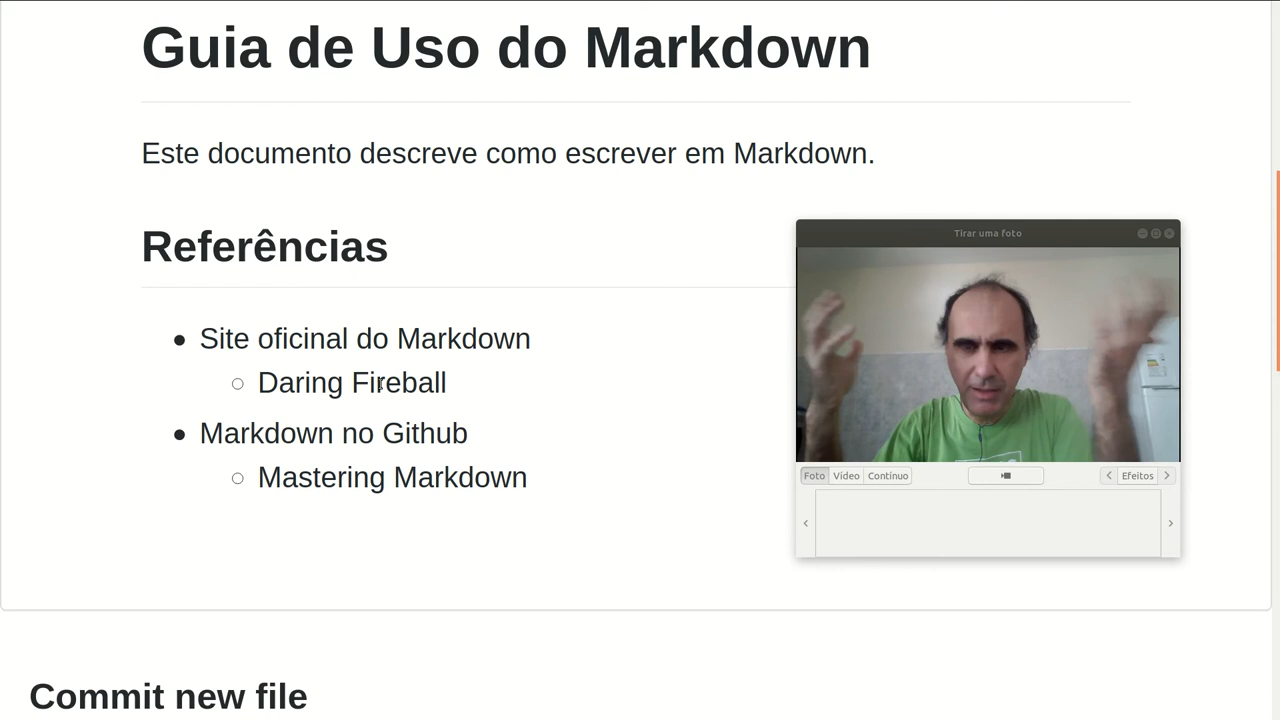 Guia de Uso do Markdown
Este documento descreve como escrever em Markdown.
Referências
Site oficinal do Markdown
Daring Fireball
Markdown no Github
Mastering Markdown
Tirar uma foto
Foto Vídeo Contínuo
Efeitos
Commit new file